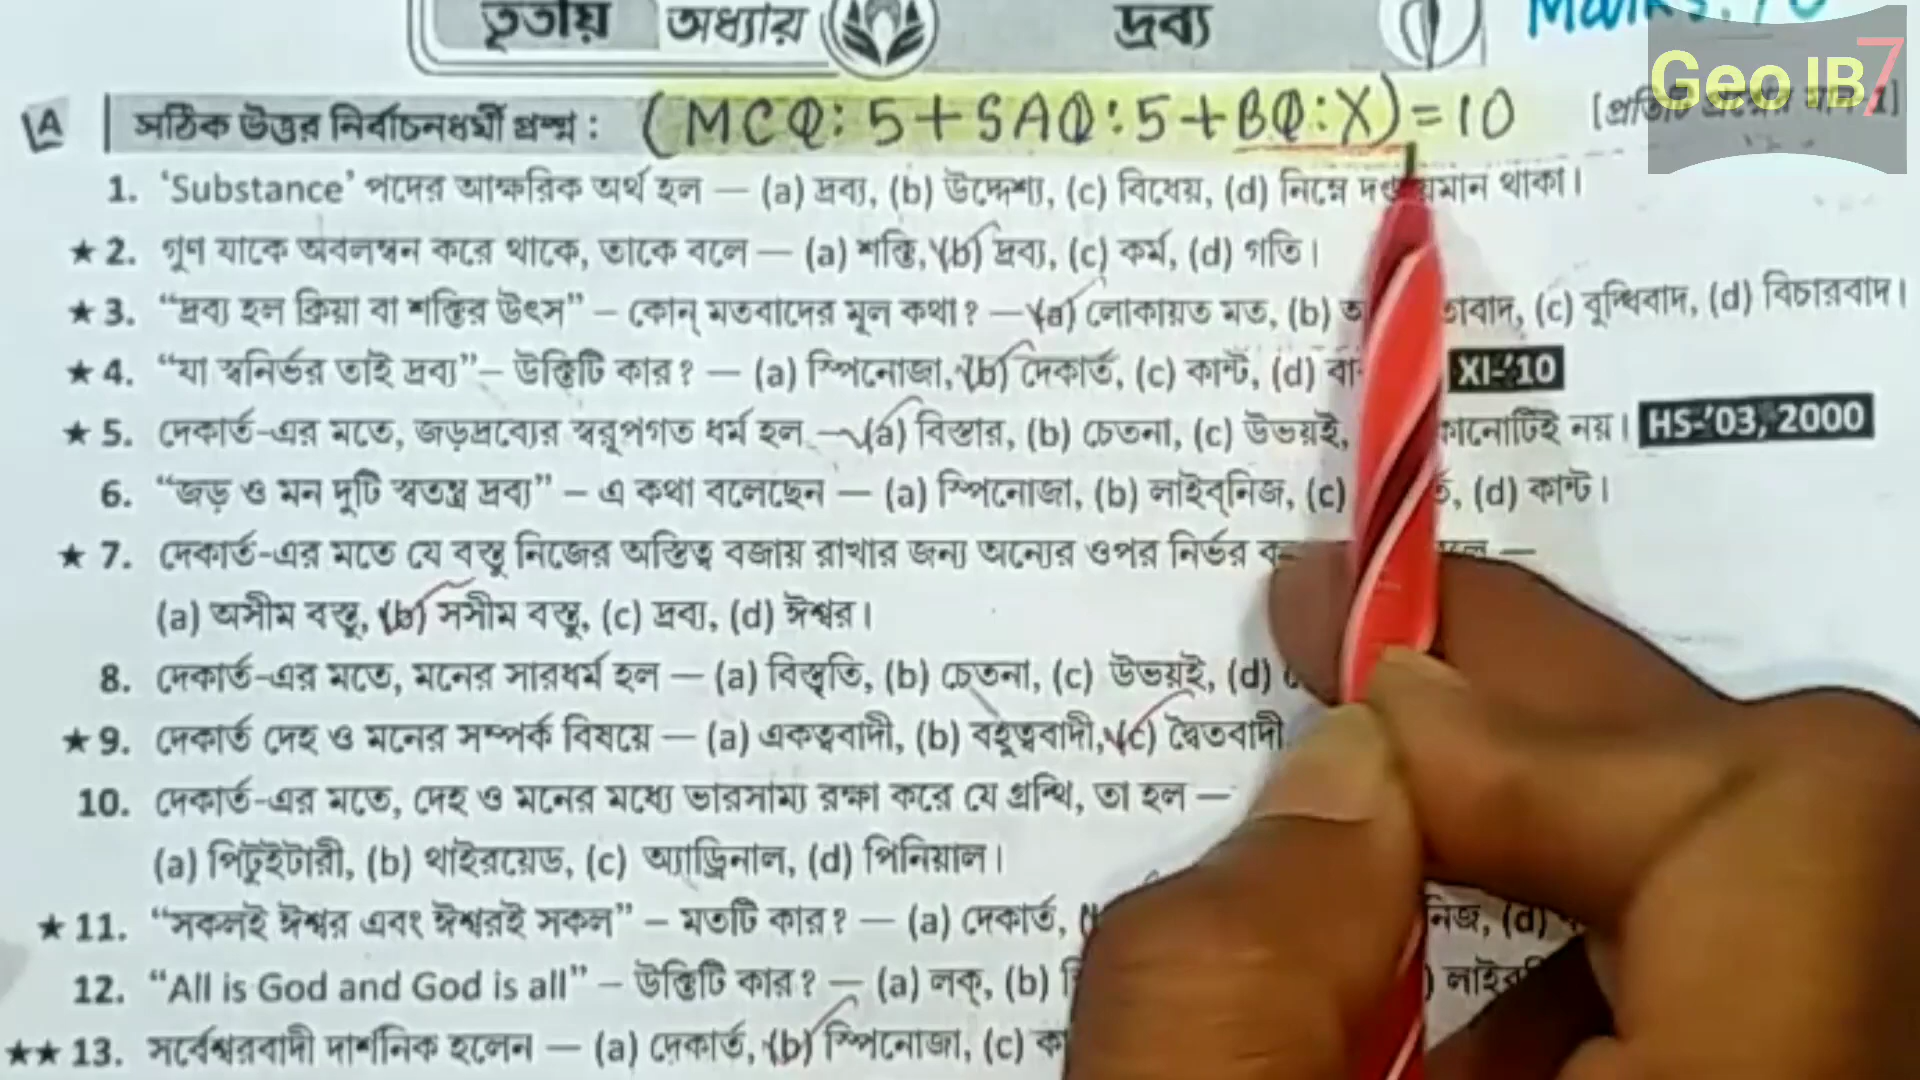 তৃতীয় অধ্যায় দ্রব্য
Geo IB7
A সঠিক উত্তর নির্বাচনধর্মী প্রশ্ন : (MCQ: 5+SAQ:5+BQ:X)=10
1. ‘Substance’ পদের আক্ষরিক অর্থ হল — (a) দ্রব্য, (b) উদ্দেশ্য, (c) বিধেয়, (d) নিম্নে থাকা।
★ 2. গুণ যাকে অবলম্বন করে থাকে, তাকে বলে — (a) শক্তি, (b) দ্রব্য, (c) কর্ম, (d) গতি।
★ 3. “দ্রব্য হল ক্রিয়া বা শক্তির উৎস” – কোন্ মতবাদের মূল কথা? — (a) লোকায়ত মত, (b) (c) বুদ্ধিবাদ, (d) বিচারবাদ।
★ 4. “যা স্বনির্ভর তাই দ্রব্য” – উক্তিটি কার? — (a) স্পিনোজা, (b) দেকার্ত, (c) কান্ট, (d) XI-’10
★ 5. দেকার্ত-এর মতে, জড়দ্রব্যের স্বরূপগত ধর্ম হল — (a) বিস্তার, (b) চেতনা, (c) উভয়ই, নয়। HS-’03, 2000
6. “জড় ও মন দুটি স্বতন্ত্র দ্রব্য” – এ কথা বলেছেন — (a) স্পিনোজা, (b) লাইব্‌নিজ, (c) (d) কান্ট।
★ 7. দেকার্ত-এর মতে যে বস্তু নিজের অস্তিত্ব বজায় রাখার জন্য অন্যের ওপর নির্ভর —
(a) অসীম বস্তু, (b) সসীম বস্তু, (c) দ্রব্য, (d) ঈশ্বর।
8. দেকার্ত-এর মতে, মনের সারধর্ম হল — (a) বিস্তৃতি, (b) চেতনা, (c) উভয়ই, (d)
★ 9. দেকার্ত দেহ ও মনের সম্পর্ক বিষয়ে — (a) একত্ববাদী, (b) বহুত্ববাদী, (c) দ্বৈতবাদী
10. দেকার্ত-এর মতে, দেহ ও মনের মধ্যে ভারসাম্য রক্ষা করে যে গ্রন্থি, তা হল —
(a) পিটুইটারী, (b) থাইরয়েড, (c) অ্যাড্রিনাল, (d) পিনিয়াল।
★ 11. “সকলই ঈশ্বর এবং ঈশ্বরই সকল” – মতটি কার? — (a) দেকার্ত, (d)
12. “All is God and God is all” – উক্তিটি কার? — (a) লক্, (b)
★★ 13. সর্বেশ্বরবাদী দার্শনিক হলেন — (a) দেকার্ত, (b) স্পিনোজা, (c)